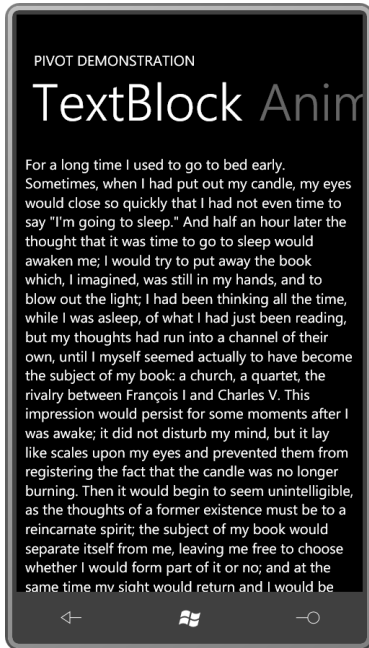 PIVOT DEMONSTRATION
TextBlock Anim
For a long time I used to go to bed early.
Sometimes, when I had put out my candle, my eyes
would close so quickly that I had not even time to
say "I'm going to sleep." And half an hour later the
thought that it was time to go to sleep would
awaken me; I would try to put away the book
which, I imagined, was still in my hands, and to
blow out the light; I had been thinking all the time,
while I was asleep, of what I had just been reading,
but my thoughts had run into a channel of their
own, until I myself seemed actually to have become
the subject of my book: a church, a quartet, the
rivalry between François I and Charles V. This
impression would persist for some moments after I
was awake; it did not disturb my mind, but it lay
like scales upon my eyes and prevented them from
registering the fact that the candle was no longer
burning. Then it would begin to seem unintelligible,
as the thoughts of a former existence must be to a
reincarnate spirit; the subject of my book would
separate itself from me, leaving me free to choose
whether I would form part of it or no; and at the
same time my sight would return and I would be